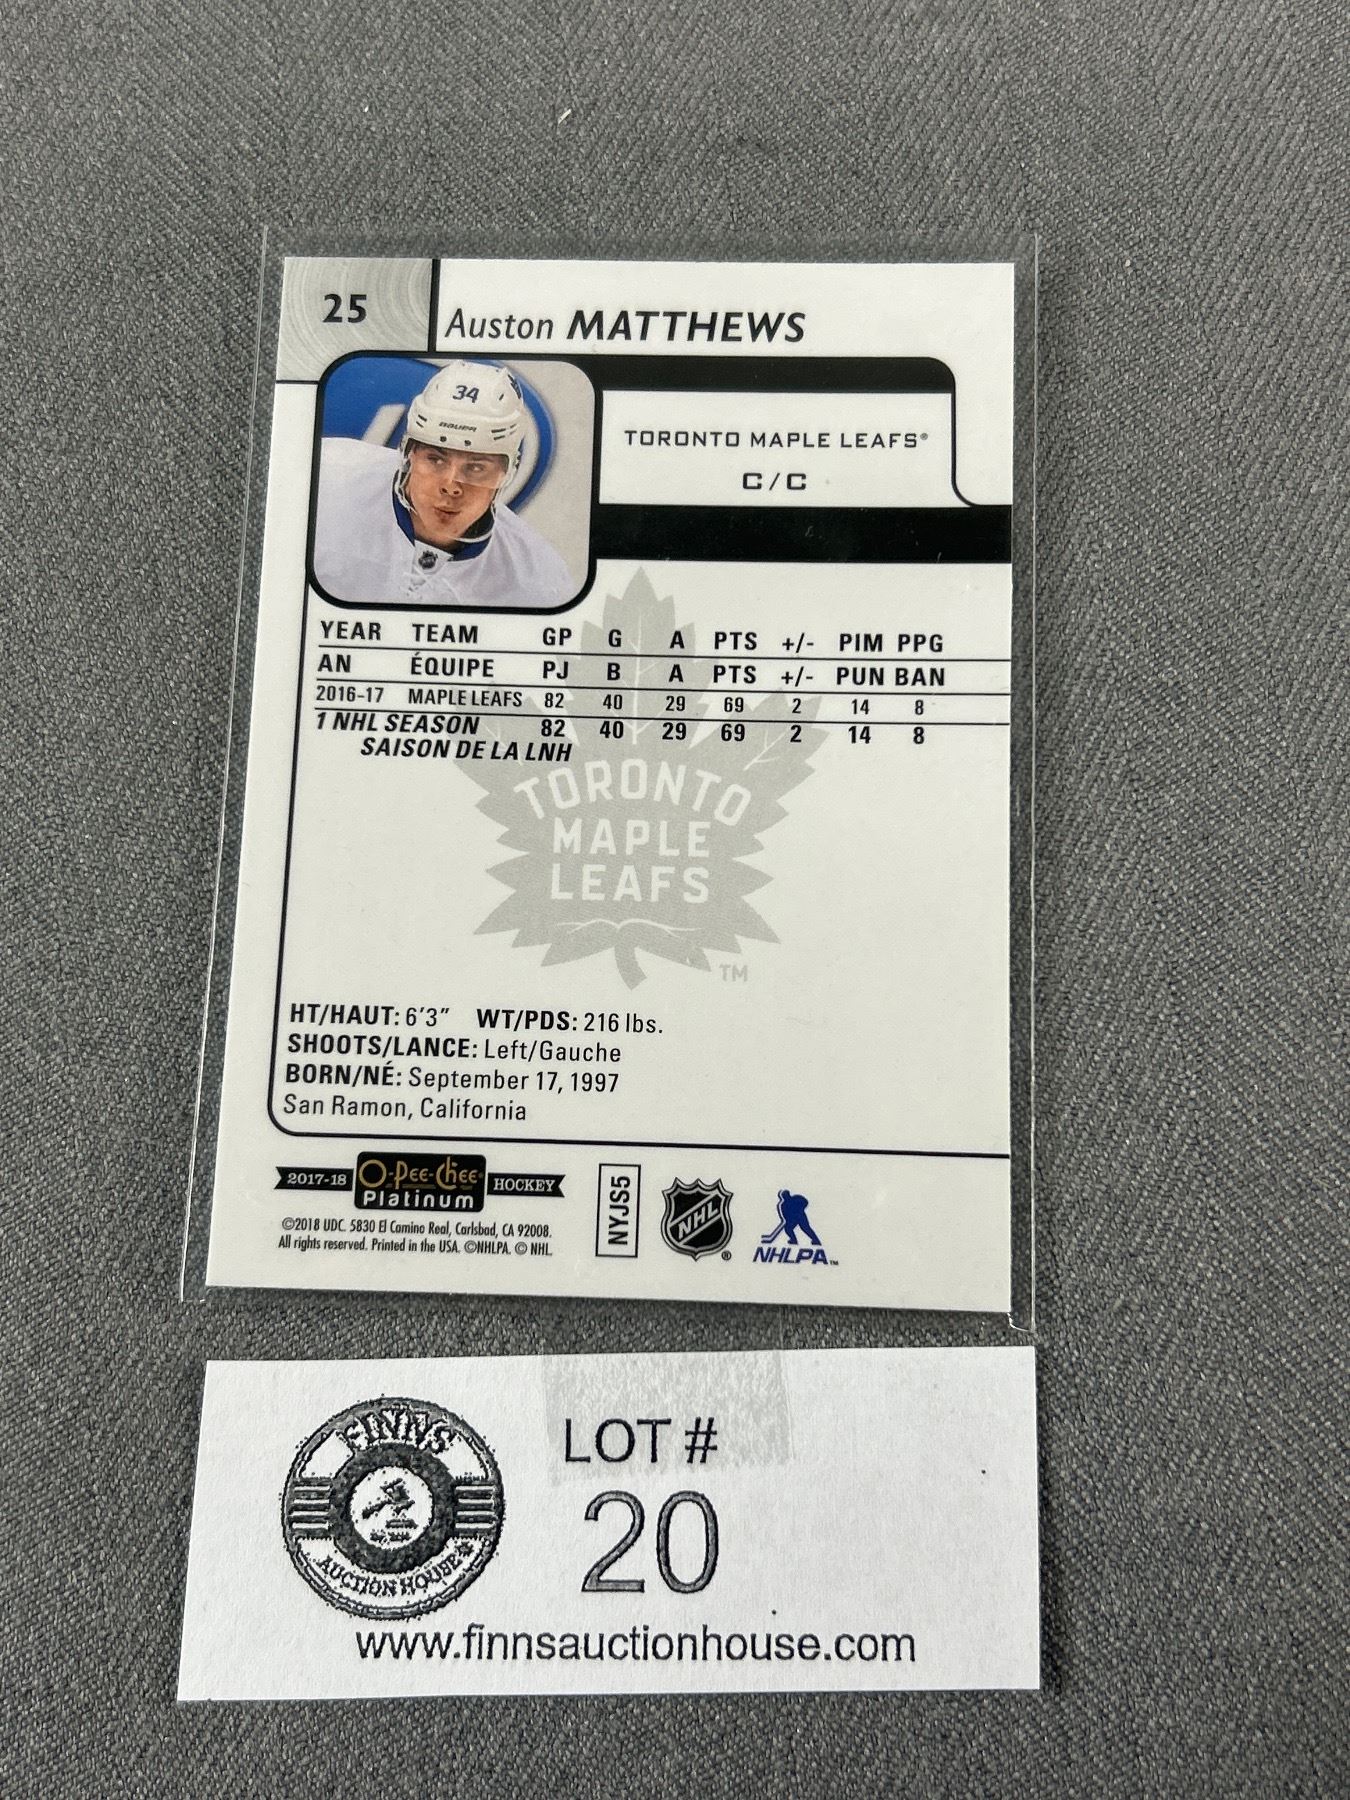 25
Auston MATTHEWS
34
BAUER
TORONTO MAPLE LEAFS®
C/C
YEAR TEAM GP G A PTS +/- PIM PPG
AN ÉQUIPE PJ B A PTS +/- PUN BAN
2016-17 MAPLE LEAFS 82 40 29 69 2 14 8
1 NHL SEASON 82 40 29 69 2 14 8
SAISON DE LA LNH
TORONTO
MAPLE
LEAFS
TM
HT/HAUT: 6'3" WT/PDS: 216 lbs.
SHOOTS/LANCE: Left/Gauche
BORN/NÉ: September 17, 1997
San Ramon, California
2017-18 O-Pee-Chee Platinum HOCKEY
©2018 UDC. 5830 El Camino Real, Carlsbad, CA 92008.
All rights reserved. Printed in the USA. ©NHLPA. © NHL.
NYJS5
NHL®
NHLPA™
FINNS
AUCTION HOUSE
LOT #
20
www.finnsauctionhouse.com